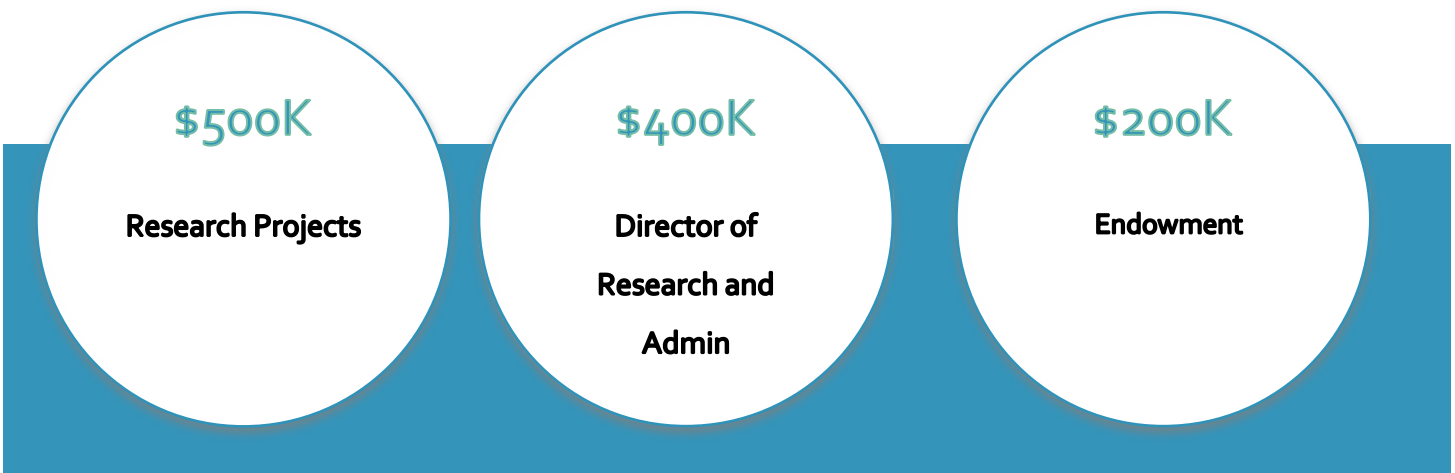 $500K
Research Projects
$400K
Director of
Research and
Admin
$200K
Endowment